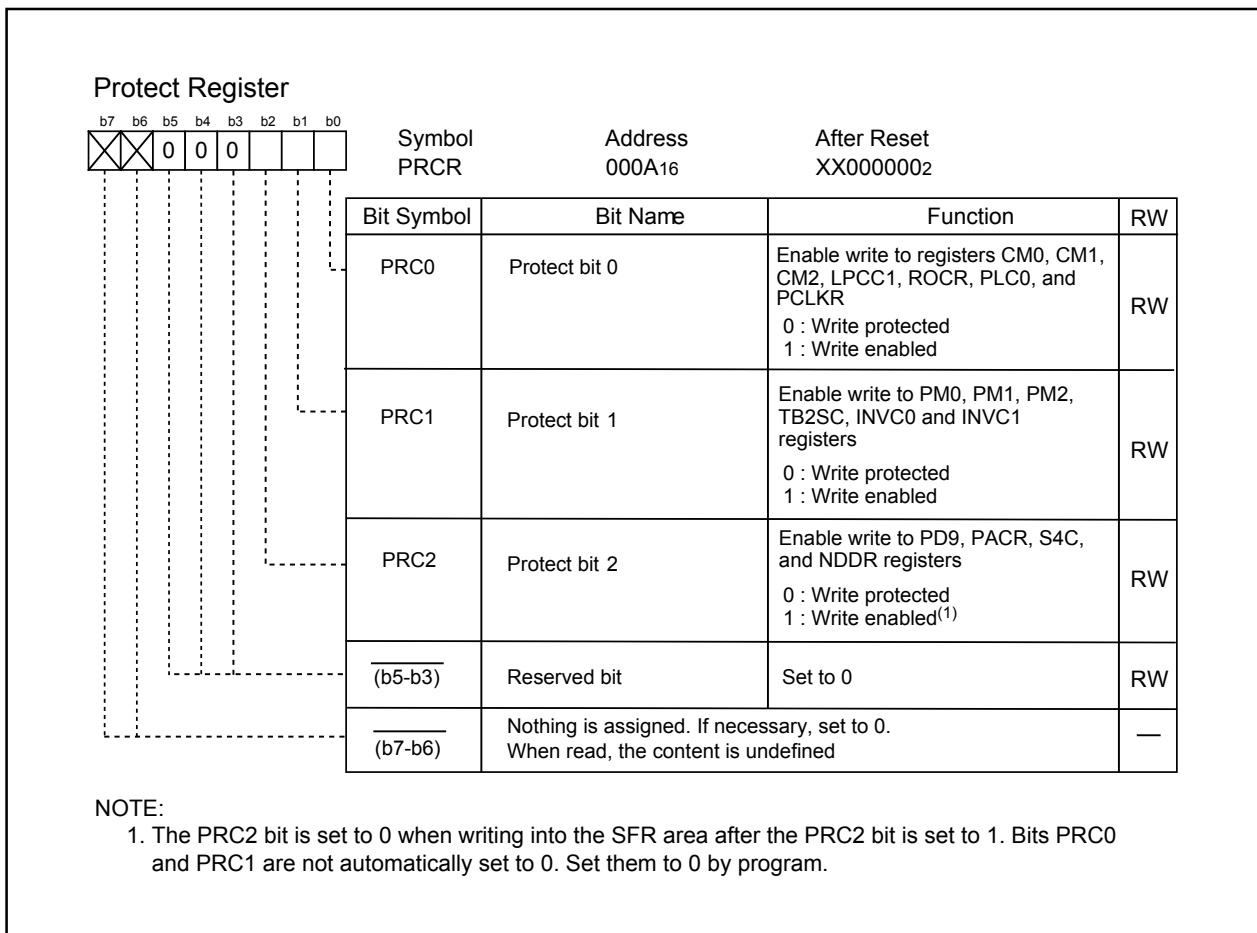 Protect Register
b7 b6 b5 b4 b3 b2 b1 b0
0 0 0
Symbol Address After Reset
PRCR 000A16 XX0000002
Bit Symbol Bit Name Function RW
PRC0 Protect bit 0 Enable write to registers CM0, CM1,
CM2, LPCC1, ROCR, PLC0, and
PCLKR
0 : Write protected
1 : Write enabled
RW
PRC1 Protect bit 1 Enable write to PM0, PM1, PM2,
TB2SC, INVC0 and INVC1
registers
0 : Write protected
1 : Write enabled
RW
PRC2 Protect bit 2 Enable write to PD9, PACR, S4C,
and NDDR registers
0 : Write protected
1 : Write enabled(1)
RW
(b5-b3) Reserved bit Set to 0 RW
(b7-b6) Nothing is assigned. If necessary, set to 0.
When read, the content is undefined
—
NOTE:
1. The PRC2 bit is set to 0 when writing into the SFR area after the PRC2 bit is set to 1. Bits PRC0
and PRC1 are not automatically set to 0. Set them to 0 by program.